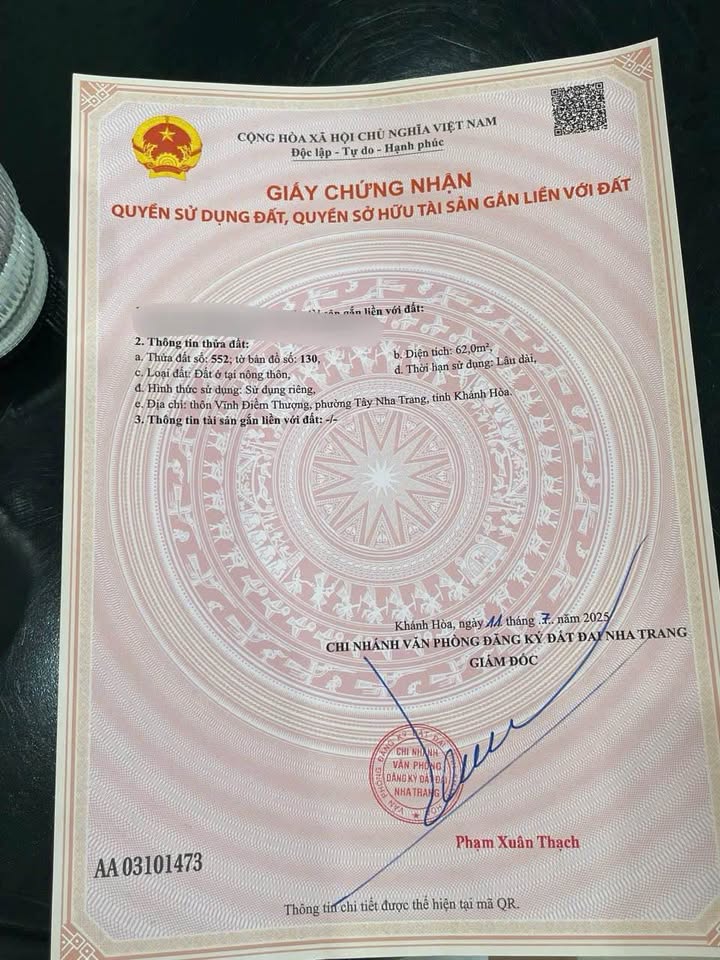 CỘNG HÒA XÃ HỘI CHỦ NGHĨA VIỆT NAM
Độc lập - Tự do - Hạnh phúc
GIẤY CHỨNG NHẬN
QUYỀN SỬ DỤNG ĐẤT, QUYỀN SỞ HỮU TÀI SẢN GẮN LIỀN VỚI ĐẤT
gắn liền với đất:
2. Thông tin thửa đất:
a. Thửa đất số: 552; tờ bản đồ số: 130, b. Diện tích: 62,0m²,
c. Loại đất: Đất ở tại nông thôn, d. Thời hạn sử dụng: Lâu dài,
đ. Hình thức sử dụng: Sử dụng riêng,
e. Địa chỉ: thôn Vĩnh Điềm Thượng, phường Tây Nha Trang, tỉnh Khánh Hòa.
3. Thông tin tài sản gắn liền với đất: -/-
Khánh Hòa, ngày 11 tháng 7. năm 2025
CHI NHÁNH VĂN PHÒNG ĐĂNG KÝ ĐẤT ĐAI NHA TRANG
GIÁM ĐỐC
CHI NHÁNH
VĂN PHÒNG
ĐĂNG KÝ ĐẤT ĐAI
NHA TRANG
Phạm Xuân Thạch
AA 03101473
Thông tin chi tiết được thể hiện tại mã QR.